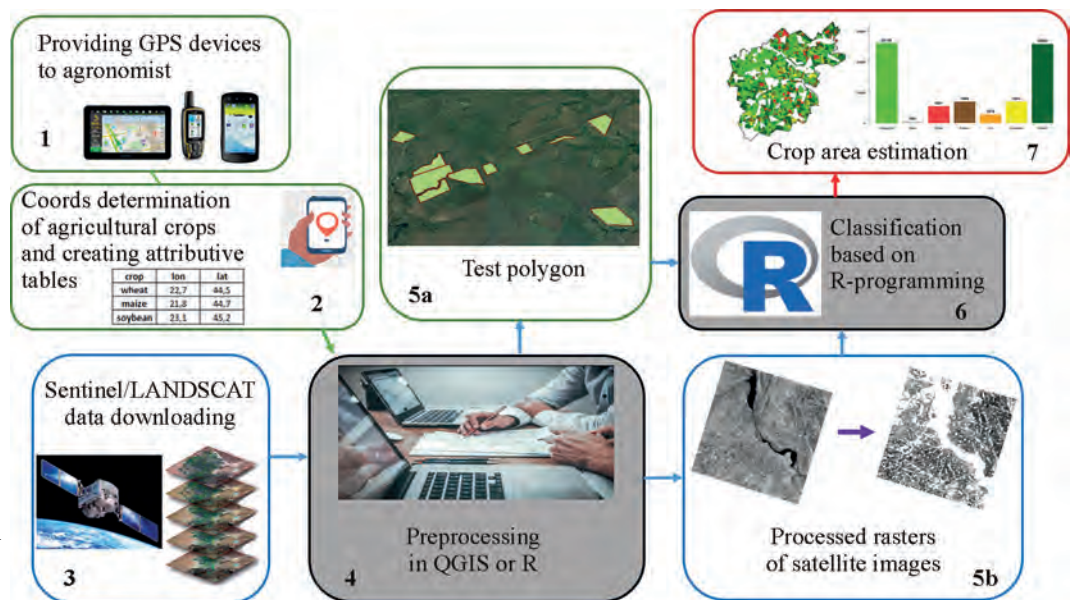 Providing GPS devices
to agronomist
1
Coords determination
of agricultural crops
and creating attributive
tables
crop lon lat
wheat 22,7 44,5
maize 21,8 44,7
soybean 23,1 45,2
2
Sentinel/LANDSCAT
data downloading
3
Preprocessing
in QGIS or R
4
Test polygon
5a
Processed rasters
of satellite images
5b
R
Classification
based on
R-programming
6
Crop area estimation
7